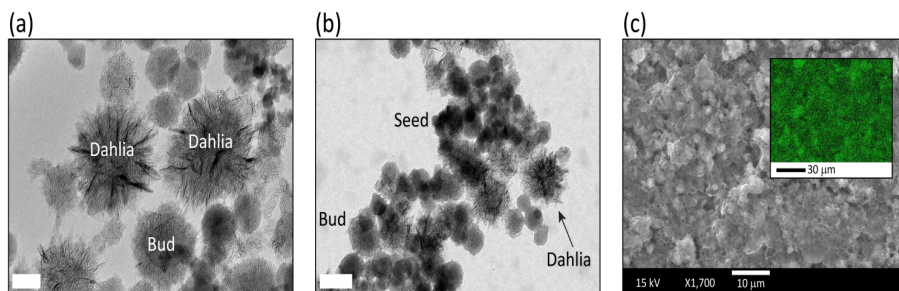 (a)
(b)
(c)
Dahlia
Dahlia
Bud
Seed
Bud
Dahlia
30 μm
15 kV X1,700 10 μm